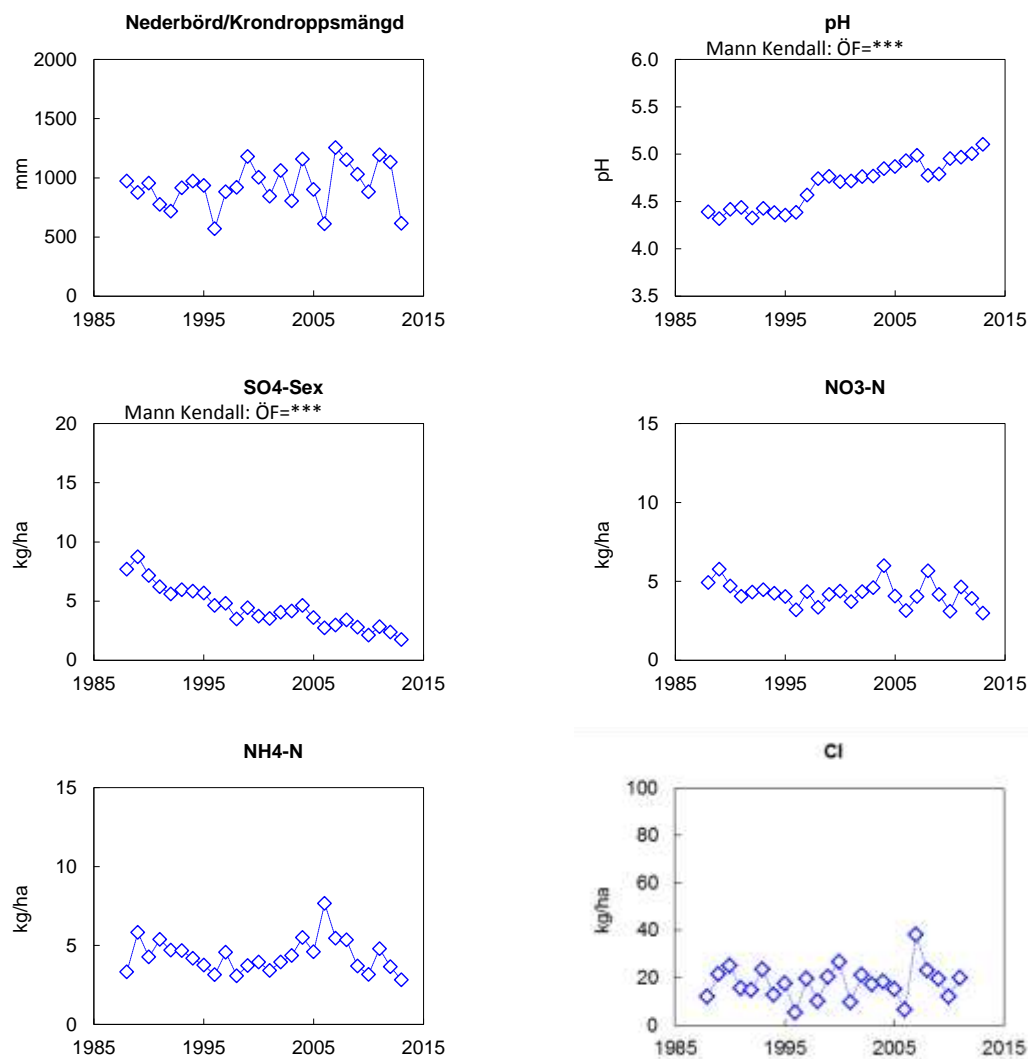 Nederbörd/Krondroppsmängd
2000
1500
1000
500
0
mm
1985 1995 2005 2015
pH
Mann Kendall: ÖF=***
6.0
5.5
5.0
4.5
4.0
3.5
pH
1985 1995 2005 2015
SO4-Sex
Mann Kendall: ÖF=***
20
15
10
5
0
kg/ha
1985 1995 2005 2015
NO3-N
15
10
5
0
kg/ha
1985 1995 2005 2015
NH4-N
15
10
5
0
kg/ha
1985 1995 2005 2015
Cl
100
80
60
40
20
0
kg/ha
1985 1995 2005 2015